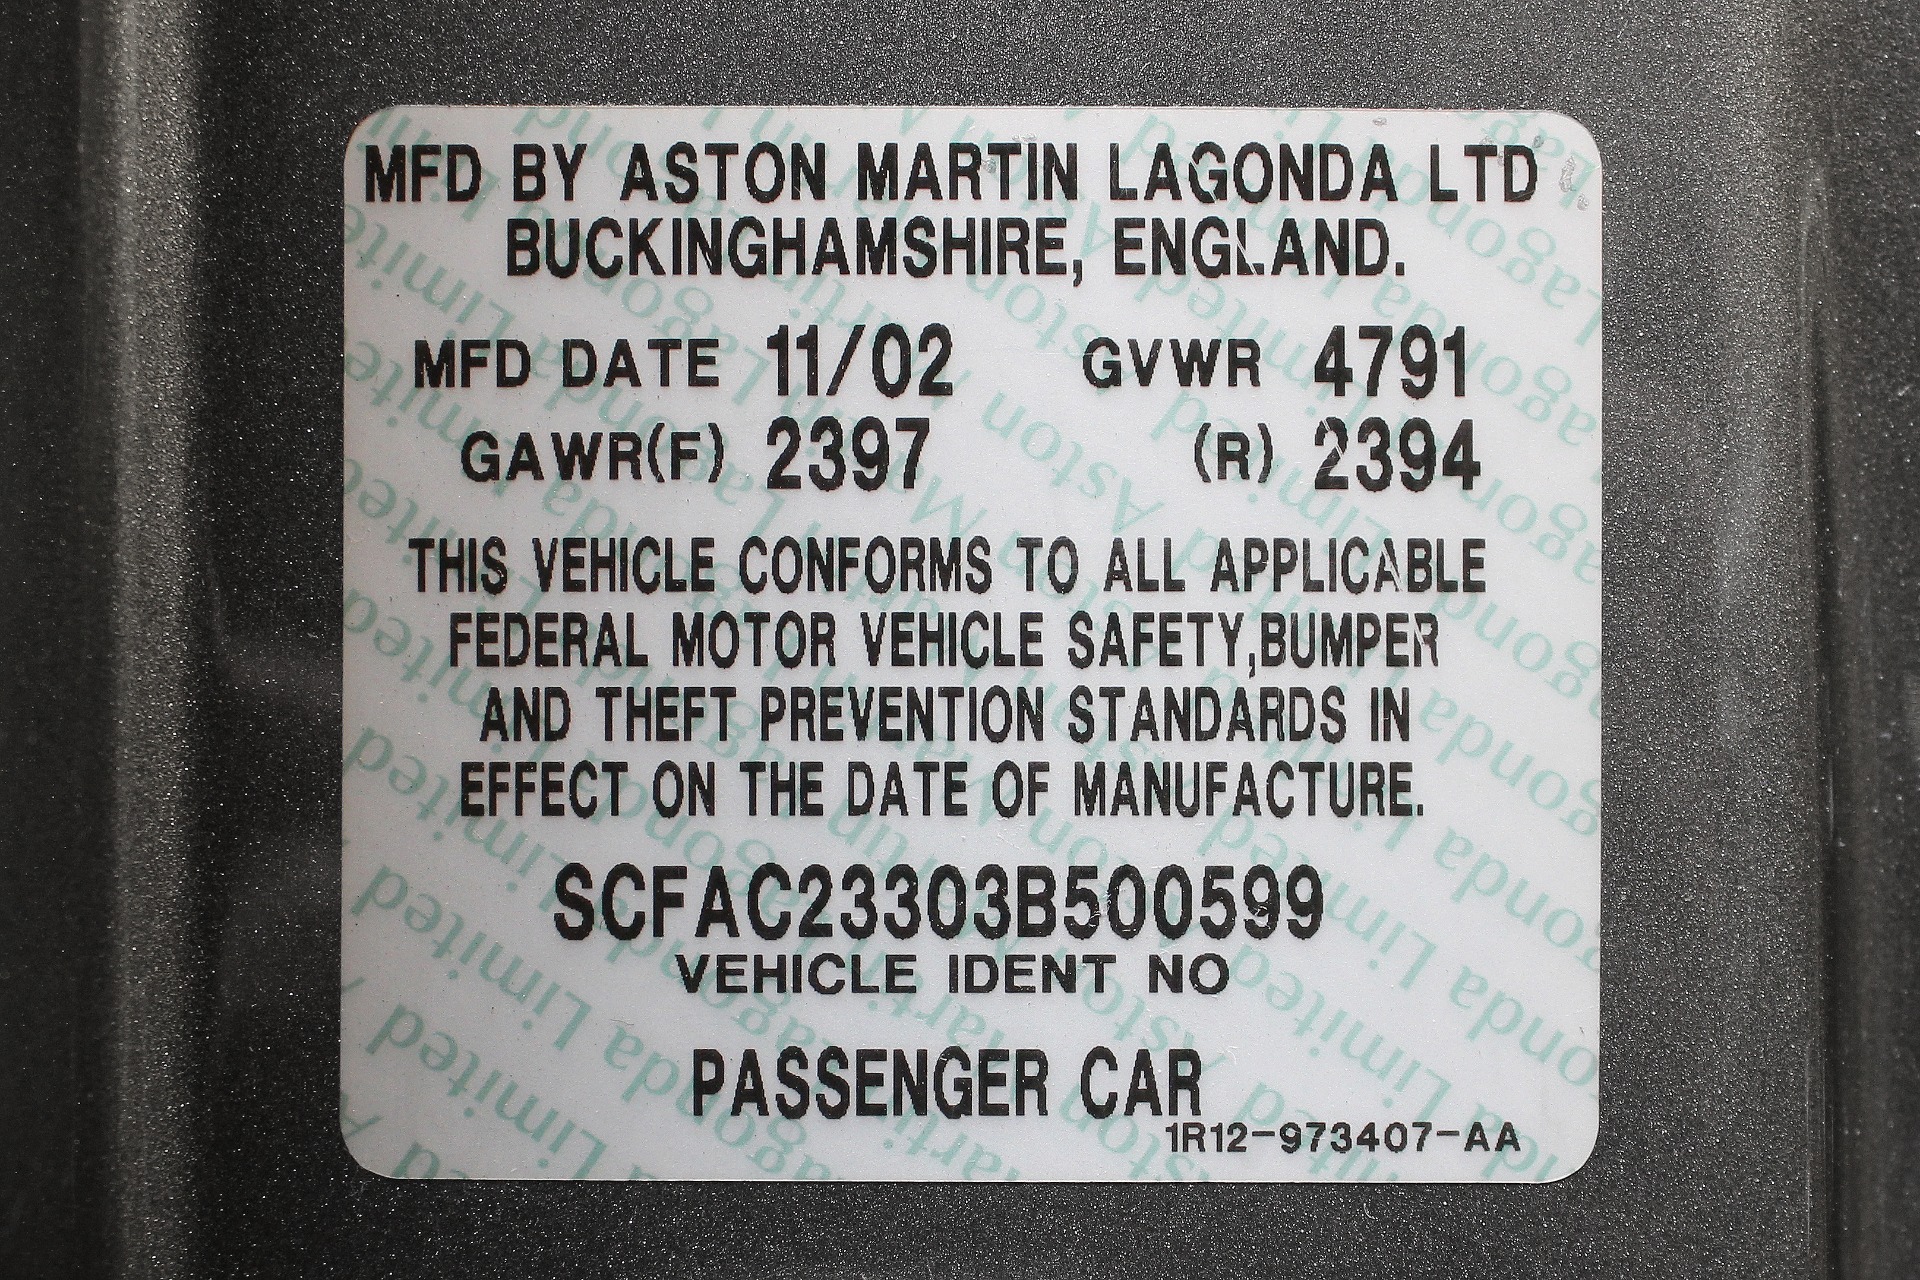 MFD BY ASTON MARTIN LAGONDA LTD
BUCKINGHAMSHIRE, ENGLAND.
MFD DATE 11/02 GVWR 4791
GAWR(F) 2397 (R) 2394
THIS VEHICLE CONFORMS TO ALL APPLICABLE
FEDERAL MOTOR VEHICLE SAFETY,BUMPER
AND THEFT PREVENTION STANDARDS IN
EFFECT ON THE DATE OF MANUFACTURE.
SCFAC23303B500599
VEHICLE IDENT NO
PASSENGER CAR
1R12-973407-AA